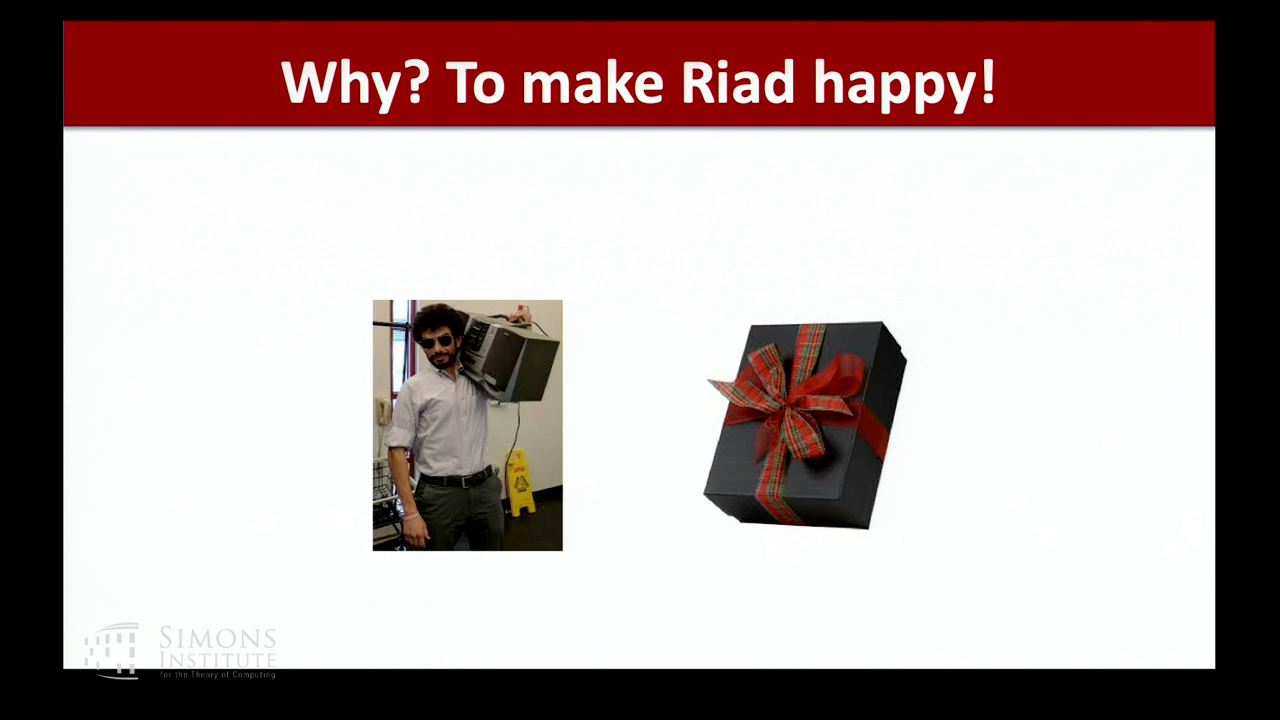 Why? To make Riad happy!
SIMONS
INSTITUTE
for the Theory of Computing